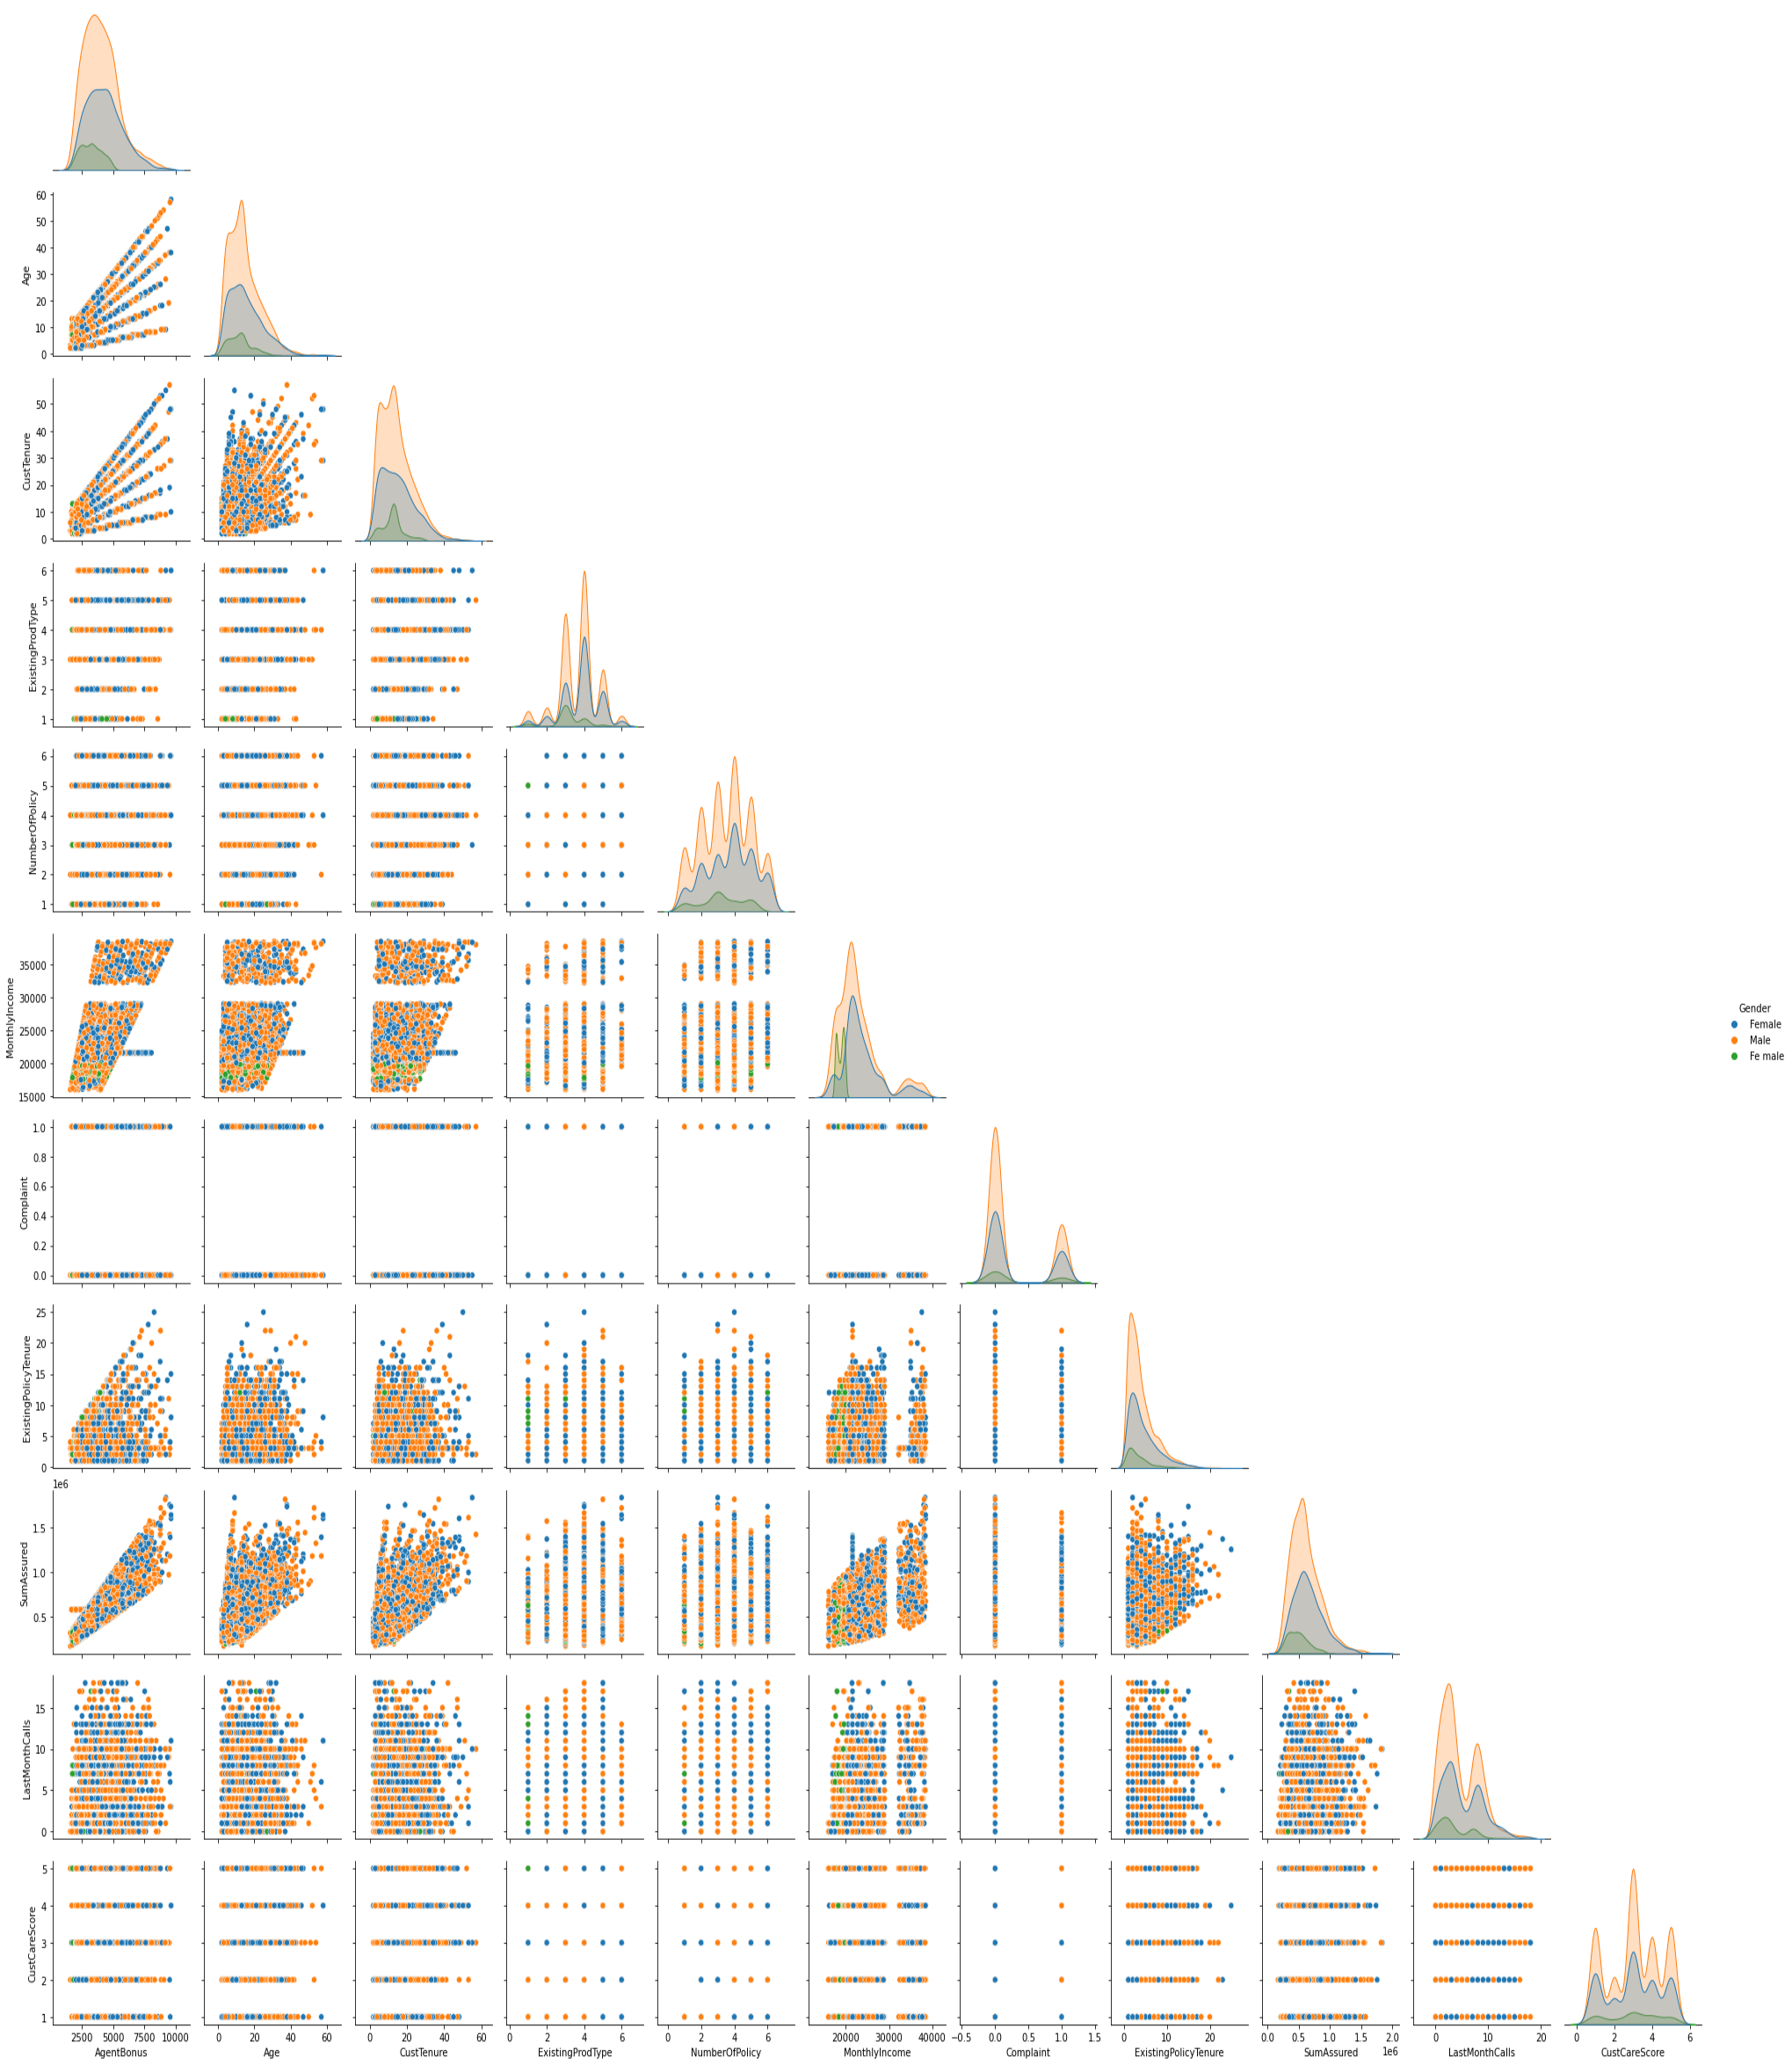 60
50
40
30
20
10
0
Age
50
40
30
20
10
0
CustTenure
6
5
4
3
2
1
ExistingProdType
6
5
4
3
2
1
NumberOfPolicy
35000
30000
25000
20000
15000
MonthlyIncome
Gender
Female
Male
Fe male
1.0
0.8
0.6
0.4
0.2
0.0
Complaint
25
20
15
10
5
0
ExistingPolicyTenure
1e6
1.5
1.0
0.5
SumAssured
15
10
5
0
LastMonthCalls
5
4
3
2
1
CustCareScore
2500 5000 7500 10000
0 20 40 60
0 20 40 60
0 2 4 6
0 2 4 6
20000 30000 40000
−0.5 0.0 0.5 1.0 1.5
0 10 20
0.0 0.5 1.0 1.5 2.0
0 10 20
0 2 4 6
AgentBonus
Age
CustTenure
ExistingProdType
NumberOfPolicy
MonthlyIncome
Complaint
ExistingPolicyTenure
SumAssured
1e6
LastMonthCalls
CustCareScore